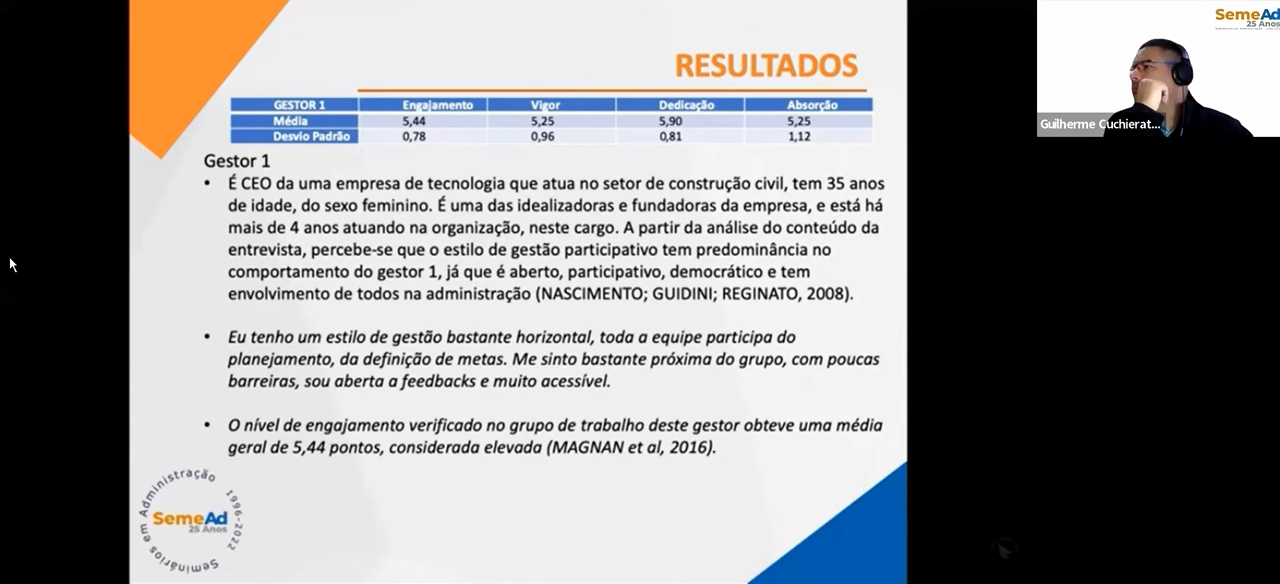 RESULTADOS
GESTOR 1 Engajamento Vigor Dedicação Absorção
Média 5,44 5,25 5,90 5,25
Desvio Padrão 0,78 0,96 0,81 1,12
Gestor 1
• É CEO da uma empresa de tecnologia que atua no setor de construção civil, tem 35 anos
de idade, do sexo feminino. É uma das idealizadoras e fundadoras da empresa, e está há
mais de 4 anos atuando na organização, neste cargo. A partir da análise do conteúdo da
entrevista, percebe-se que o estilo de gestão participativo tem predominância no
comportamento do gestor 1, já que é aberto, participativo, democrático e tem
envolvimento de todos na administração (NASCIMENTO; GUIDINI; REGINATO, 2008).
• Eu tenho um estilo de gestão bastante horizontal, toda a equipe participa do
planejamento, da definição de metas. Me sinto bastante próxima do grupo, com poucas
barreiras, sou aberta a feedbacks e muito acessível.
• O nível de engajamento verificado no grupo de trabalho deste gestor obteve uma média
geral de 5,44 pontos, considerada elevada (MAGNAN et al, 2016).
Seminários em Administração 1996-2022
SemeAd
25 Anos
SemeAd
25 Anos
Guilherme Cuchierat...